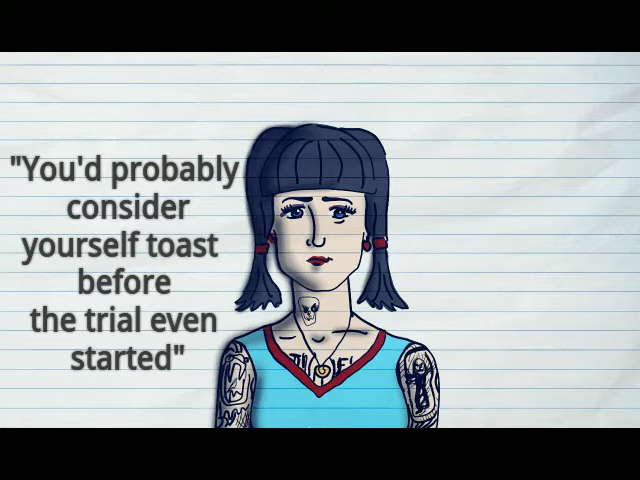 "You'd probably
consider
yourself toast
before
the trial even
started"